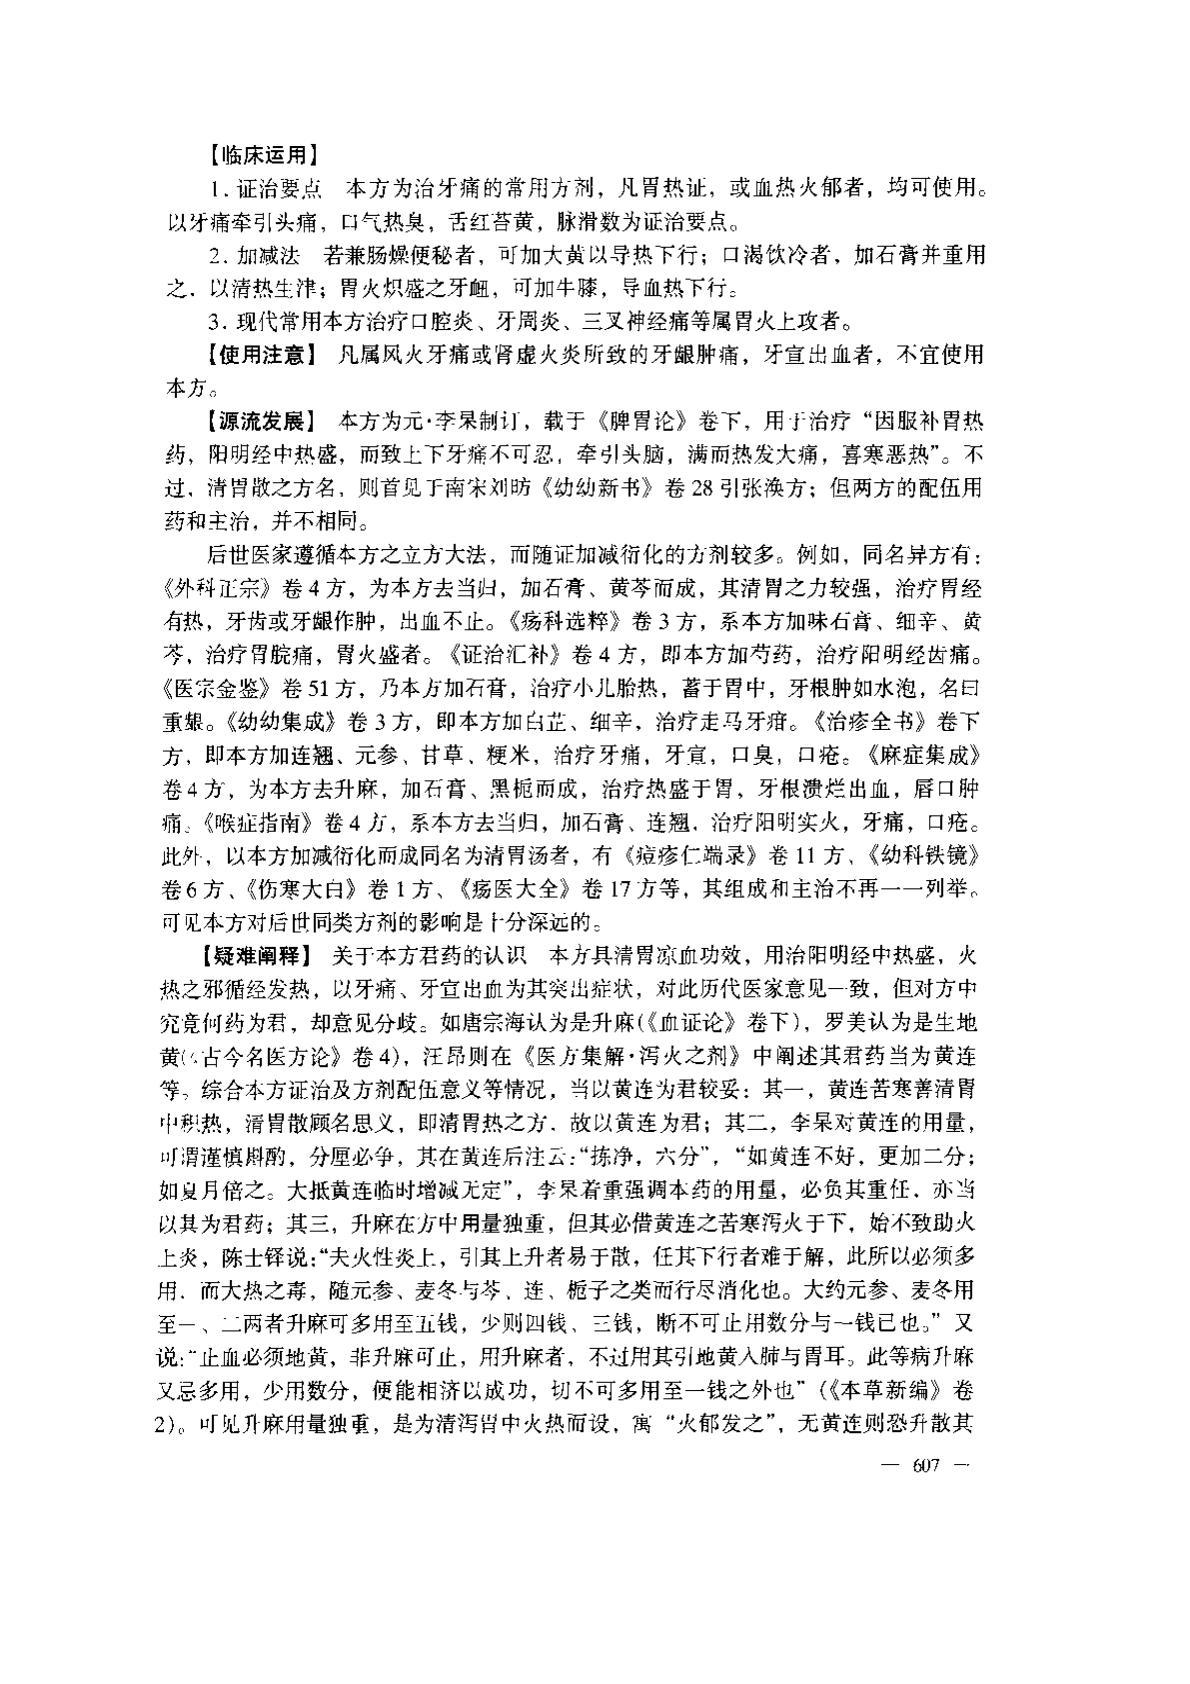 【临床运用】
1. 证治要点　本方为治牙痛的常用方剂，凡胃热证，或血热火郁者，均可使用。
以牙痛牵引头痛，口气热臭，舌红苔黄，脉滑数为证治要点。
2. 加减法　若兼肠燥便秘者，可加大黄以导热下行；口渴饮冷者，加石膏并重用
之，以清热生津；胃火炽盛之牙衄，可加牛膝，导血热下行。
3. 现代常用本方治疗口腔炎、牙周炎、三叉神经痛等属胃火上攻者。
【使用注意】　凡属风火牙痛或肾虚火炎所致的牙龈肿痛，牙宣出血者，不宜使用
本方。
【源流发展】　本方为元·李杲制订，载于《脾胃论》卷下，用于治疗“因服补胃热
药，阳明经中热盛，而致上下牙痛不可忍，牵引头脑，满而热发大痛，喜寒恶热”。不
过，清胃散之方名，则首见于南宋刘昉《幼幼新书》卷 28 引张涣方；但两方的配伍用
药和主治，并不相同。
后世医家遵循本方之立方大法，而随证加减衍化的方剂较多。例如，同名异方有：
《外科正宗》卷 4 方，为本方去当归，加石膏、黄芩而成，其清胃之力较强，治疗胃经
有热，牙齿或牙龈作肿，出血不止。《疡科选粹》卷 3 方，系本方加味石膏、细辛、黄
芩，治疗胃脘痛，胃火盛者。《证治汇补》卷 4 方，即本方加芍药，治疗阳明经齿痛。
《医宗金鉴》卷 51 方，乃本方加石膏，治疗小儿胎热，蓄于胃中，牙根肿如水泡，名曰
重龈。《幼幼集成》卷 3 方，即本方加白芷、细辛，治疗走马牙疳。《治疹全书》卷下
方，即本方加连翘、元参、甘草、粳米，治疗牙痛，牙宣，口臭，口疮。《麻症集成》
卷 4 方，为本方去升麻，加石膏、黑栀而成，治疗热盛于胃，牙根溃烂出血，唇口肿
痛。《喉症指南》卷 4 方，系本方去当归，加石膏、连翘，治疗阳明实火，牙痛，口疮。
此外，以本方加减衍化而成同名为清胃汤者，有《痘疹仁端录》卷 11 方、《幼科铁镜》
卷 6 方、《伤寒大白》卷 1 方、《疡医大全》卷 17 方等，其组成和主治不再一一列举。
可见本方对后世同类方剂的影响是十分深远的。
【疑难阐释】　关于本方君药的认识　本方具清胃凉血功效，用治阳明经中热盛，火
热之邪循经发热，以牙痛、牙宣出血为其突出症状，对此历代医家意见一致，但对方中
究竟何药为君，却意见分歧。如唐宗海认为是升麻(《血证论》卷下)，罗美认为是生地
黄(《古今名医方论》卷 4)，汪昂则在《医方集解·泻火之剂》中阐述其君药当为黄连
等。综合本方证治及方剂配伍意义等情况，当以黄连为君较妥：其一，黄连苦寒善清胃
中积热，清胃散顾名思义，即清胃热之方，故以黄连为君；其二，李杲对黄连的用量，
可谓谨慎斟酌，分厘必争，其在黄连后注云：“拣净，六分”，“如黄连不好，更加二分；
如夏月倍之。大抵黄连临时增减无定”，李杲着重强调本药的用量，必负其重任，亦当
以其为君药；其三，升麻在方中用量独重，但其必借黄连之苦寒泻火于下，始不致助火
上炎，陈士铎说：“夫火性炎上，引其上升者易于散，任其下行者难于解，此所以必须多
用，而大热之毒，随元参、麦冬与芩、连、栀子之类而行尽消化也。大约元参、麦冬用
至一、二两者升麻可多用至五钱，少则四钱、三钱，断不可止用数分与一钱已也。”又
说：“止血必须地黄，非升麻可止，用升麻者，不过用其引地黄入肺与胃耳。此等病升麻
又忌多用，少用数分，便能相济以成功，切不可多用至一钱之外也”(《本草新编》卷
2)。可见升麻用量独重，是为清泻胃中火热而设，寓“火郁发之”，无黄连则恐升散其
— 607 —